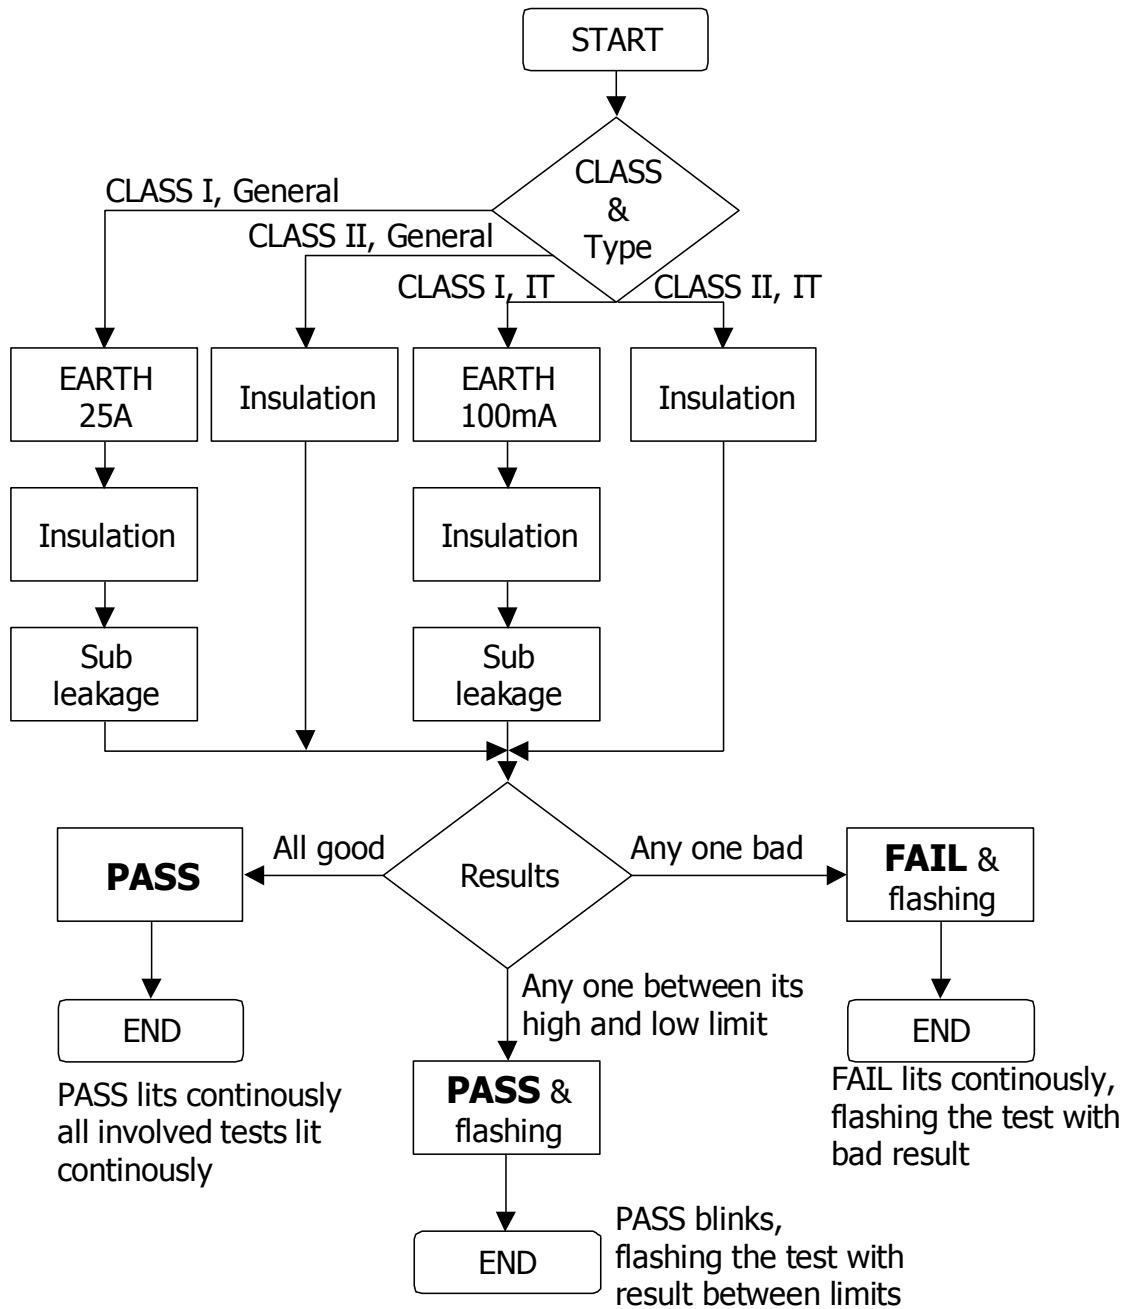 START
CLASS
&
Type
CLASS I, General
CLASS II, General
CLASS I, IT
CLASS II, IT
EARTH
25A
Insulation
EARTH
100mA
Insulation
Insulation
Insulation
Sub
leakage
Sub
leakage
Results
All good
Any one bad
PASS
FAIL &
flashing
Any one between its
high and low limit
END
END
PASS lits continously
all involved tests lit
continously
PASS &
flashing
FAIL lits continously,
flashing the test with
bad result
END
PASS blinks,
flashing the test with
result between limits